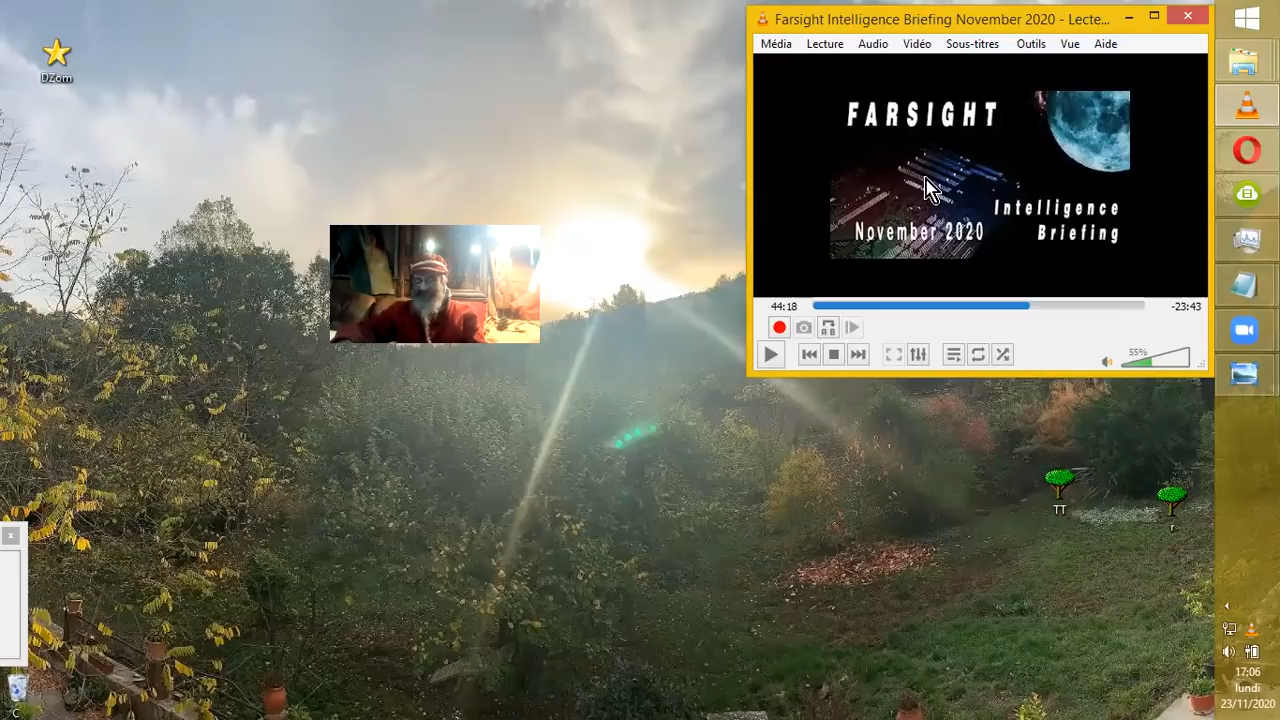 DZom
Farsight Intelligence Briefing November 2020 - Lecte...
Média Lecture Audio Vidéo Sous-titres Outils Vue Aide
FARSIGHT
Intelligence
Briefing
November 2020
44:18
-23:43
A B
55%
TT
r
C
17:06
lundi
23/11/2020